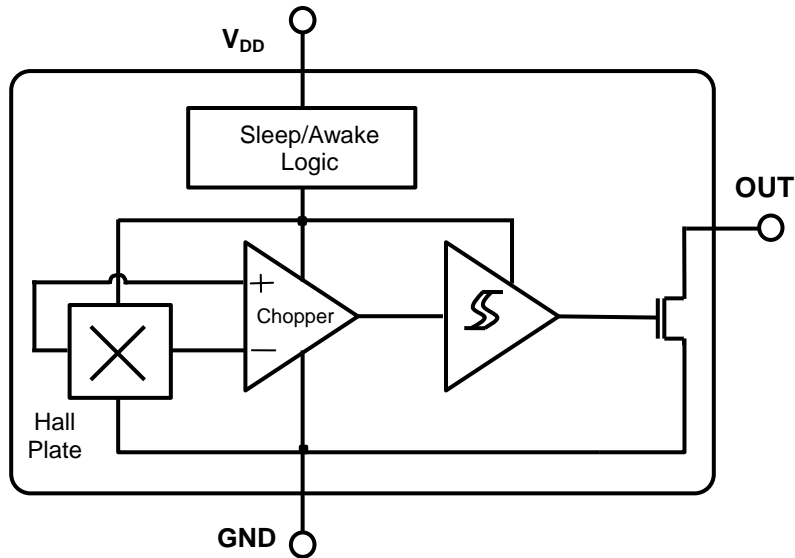 VDD
Sleep/Awake
Logic
OUT
+
Chopper
−
Hall
Plate
GND